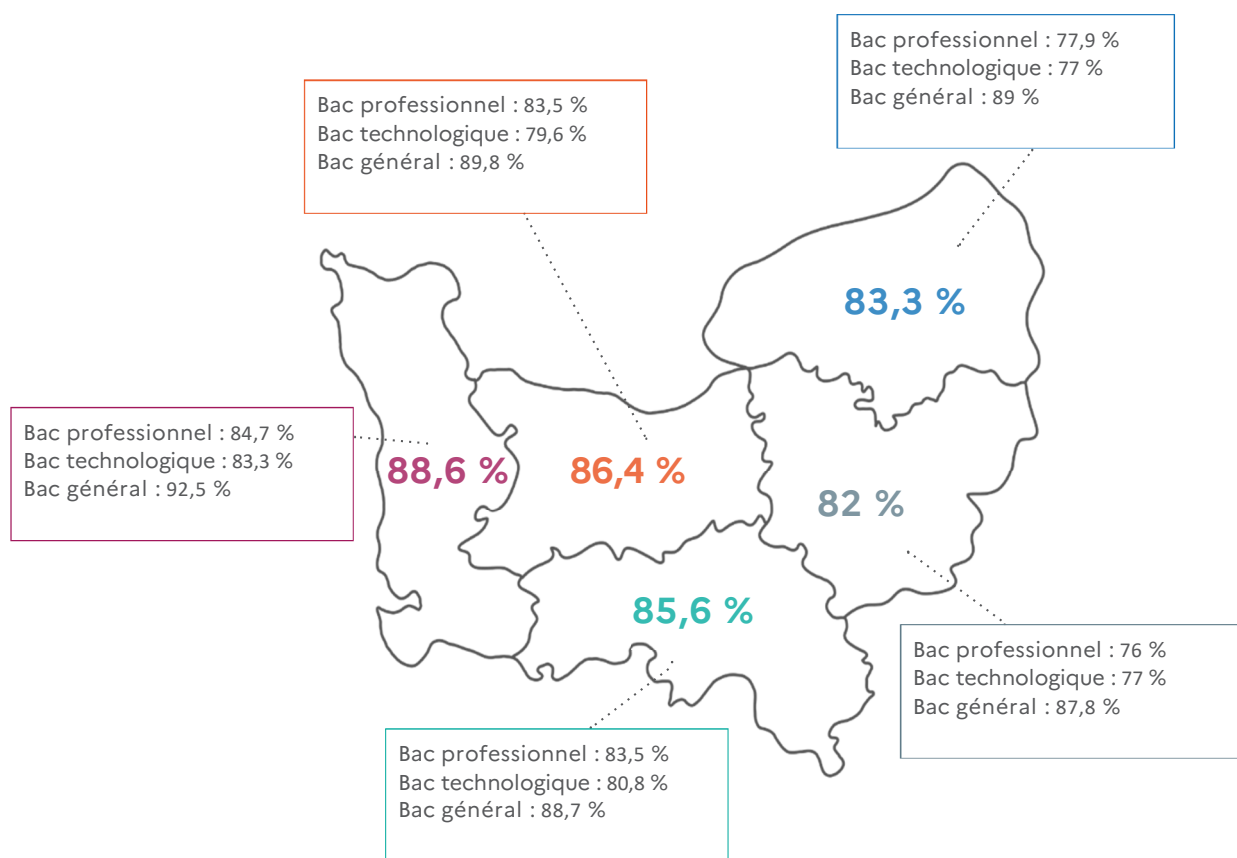 Bac professionnel : 77,9 %
Bac technologique : 77 %
Bac général : 89 %
Bac professionnel : 83,5 %
Bac technologique : 79,6 %
Bac général : 89,8 %
83,3 %
Bac professionnel : 84,7 %
Bac technologique : 83,3 %
Bac général : 92,5 %
88,6 %
86,4 %
82 %
85,6 %
Bac professionnel : 76 %
Bac technologique : 77 %
Bac général : 87,8 %
Bac professionnel : 83,5 %
Bac technologique : 80,8 %
Bac général : 88,7 %